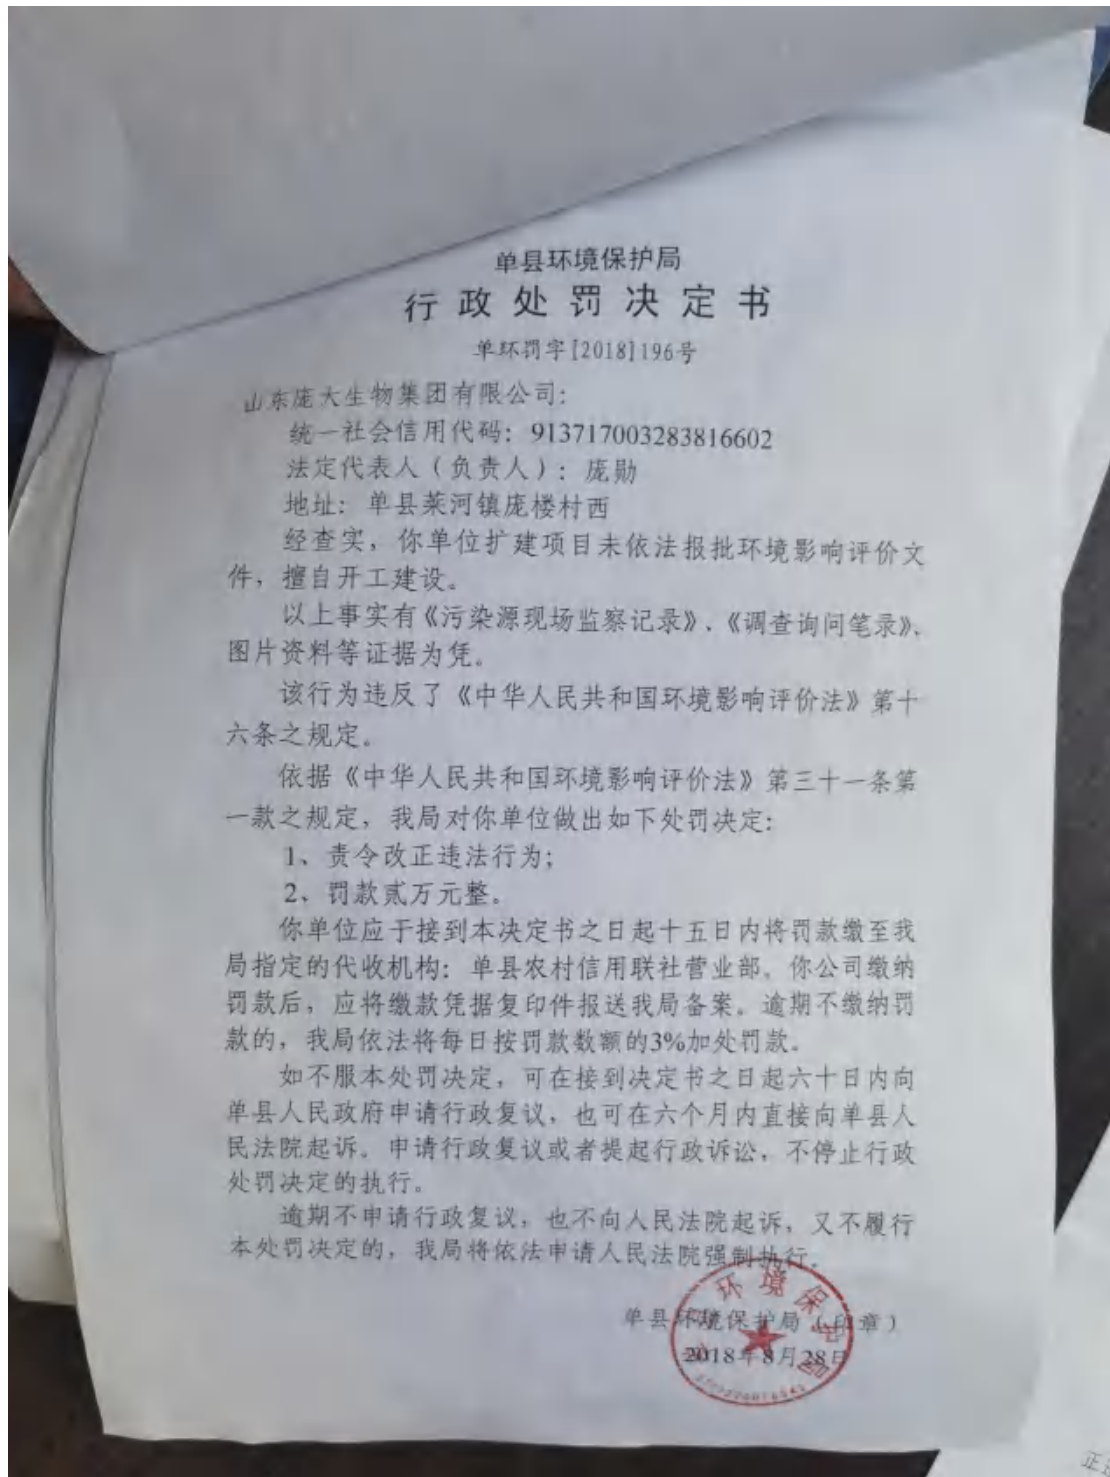 单县环境保护局
行政处罚决定书
单环罚字[2018]196号
山东庞大生物集团有限公司：
统一社会信用代码：913717003283816602
法定代表人（负责人）：庞勋
地址：单县莱河镇庞楼村西
经查实，你单位扩建项目未依法报批环境影响评价文
件，擅自开工建设。
以上事实有《污染源现场监察记录》、《调查询问笔录》、
图片资料等证据为凭。
该行为违反了《中华人民共和国环境影响评价法》第十
六条之规定。
依据《中华人民共和国环境影响评价法》第三十一条第
一款之规定，我局对你单位做出如下处罚决定：
1、责令改正违法行为；
2、罚款贰万元整。
你单位应于接到本决定书之日起十五日内将罚款缴至我
局指定的代收机构：单县农村信用联社营业部。你公司缴纳
罚款后，应将缴款凭据复印件报送我局备案。逾期不缴纳罚
款的，我局依法将每日按罚款数额的3%加处罚款。
如不服本处罚决定，可在接到决定书之日起六十日内向
单县人民政府申请行政复议，也可在六个月内直接向单县人
民法院起诉。申请行政复议或者提起行政诉讼，不停止行政
处罚决定的执行。
逾期不申请行政复议，也不向人民法院起诉，又不履行
本处罚决定的，我局将依法申请人民法院强制执行。
单县环境保护局（印章）
2018年8月28日
环境保护局
正